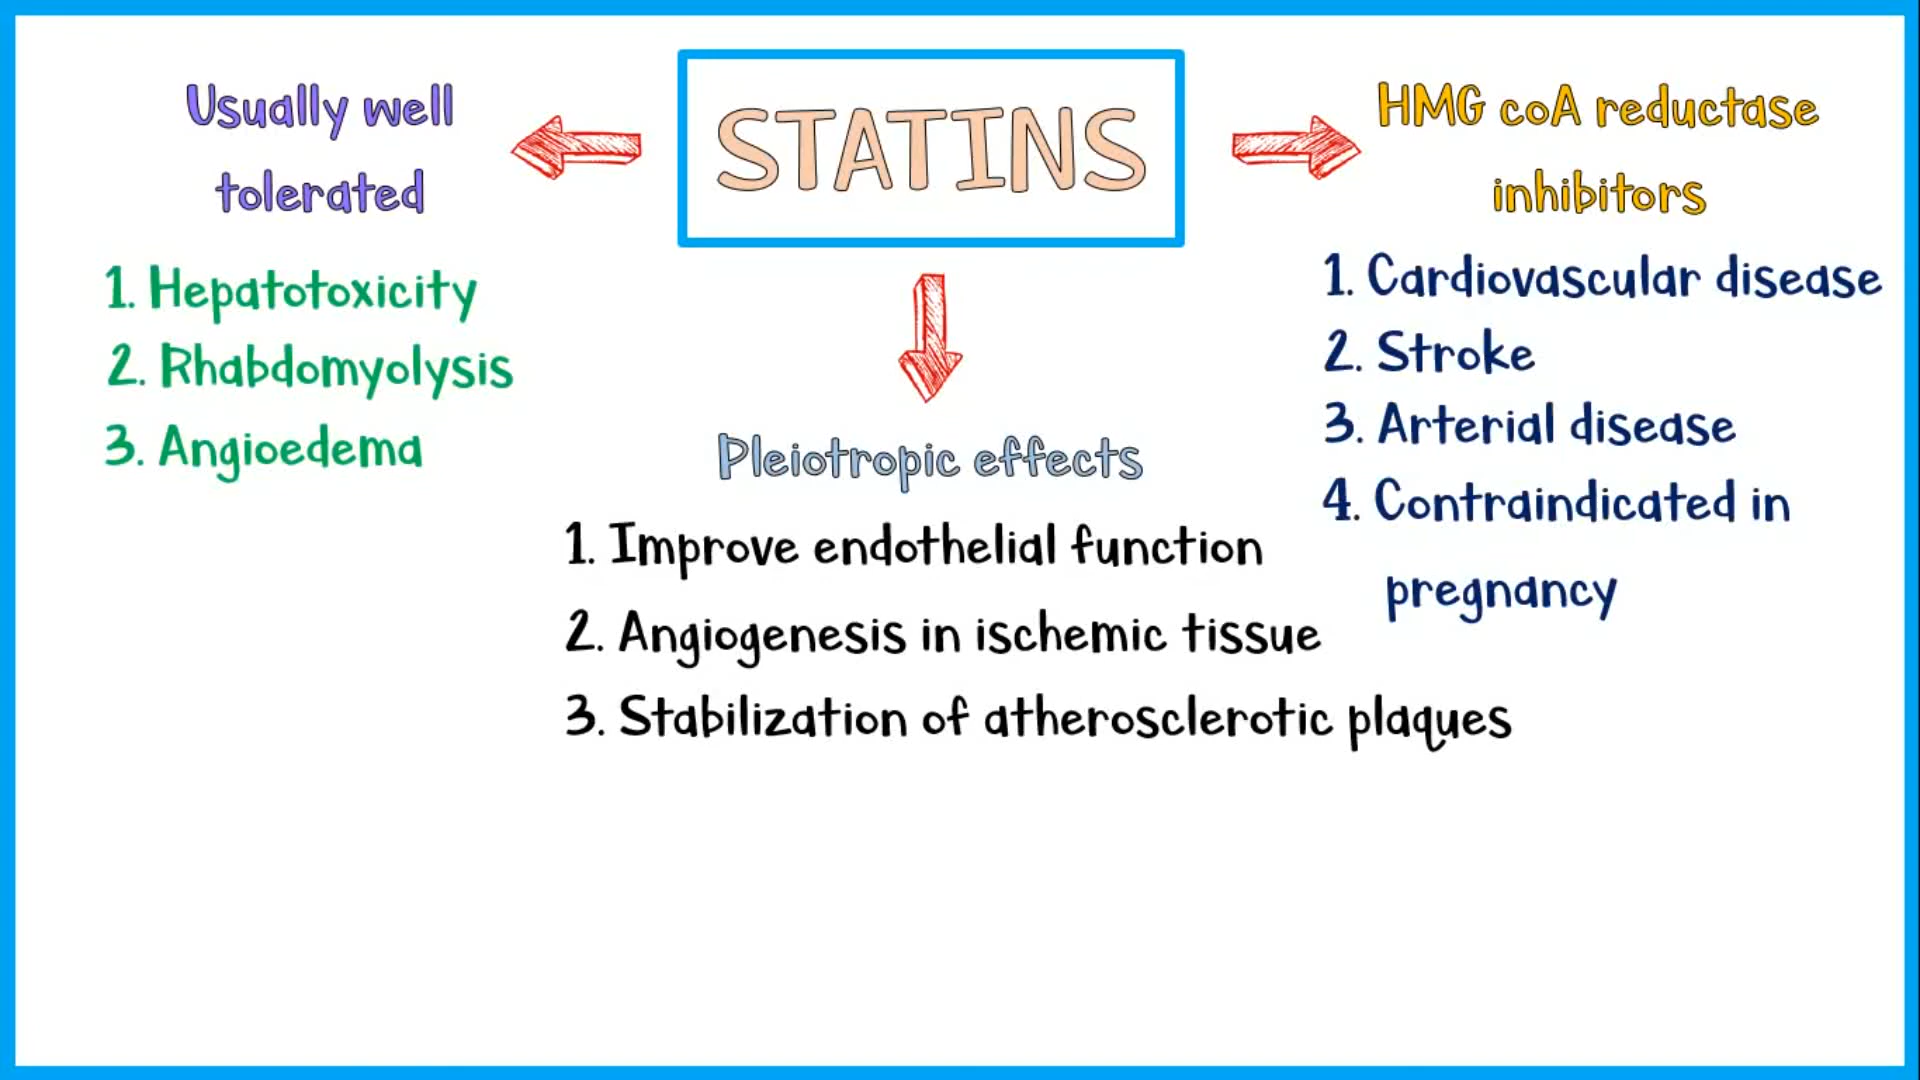 STATINS
Usually well
tolerated
1. Hepatotoxicity
2. Rhabdomyolysis
3. Angioedema
Pleiotropic effects
1. Improve endothelial function
2. Angiogenesis in ischemic tissue
3. Stabilization of atherosclerotic plaques
HMG coA reductase
inhibitors
1. Cardiovascular disease
2. Stroke
3. Arterial disease
4. Contraindicated in
pregnancy